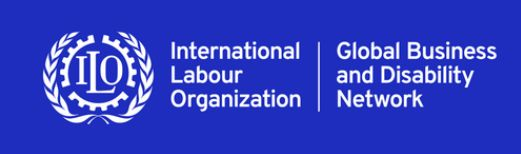 ILO
International
Labour
Organization
Global Business
and Disability
Network